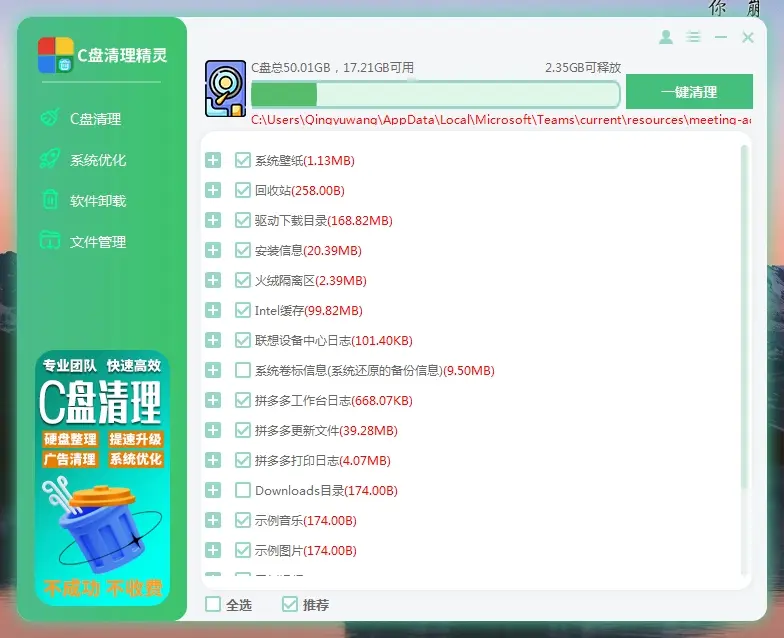 你 崩
C盘清理精灵
C盘清理
系统优化
软件卸载
文件管理
专业团队 快速高效
C盘清理
硬盘整理 提速升级
广告清理 系统优化
不成功 不收费
C盘总50.01GB，17.21GB可用
2.35GB可释放
一键清理
C:\Users\Qingyuwang\AppData\Local\Microsoft\Teams\current\resources\meeting-a
系统壁纸(1.13MB)
回收站(258.00B)
驱动下载目录(168.82MB)
安装信息(20.39MB)
火绒隔离区(2.39MB)
Intel缓存(99.82MB)
联想设备中心日志(101.40KB)
系统卷标信息(系统还原的备份信息)(9.50MB)
拼多多工作台日志(668.07KB)
拼多多更新文件(39.28MB)
拼多多打印日志(4.07MB)
Downloads目录(174.00B)
示例音乐(174.00B)
示例图片(174.00B)
全选
推荐